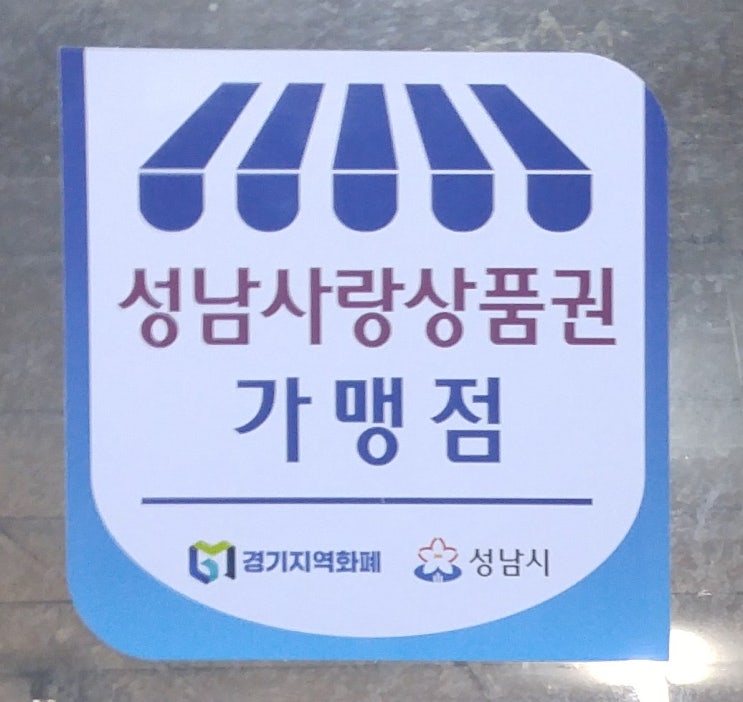 성남사랑상품권
가맹점
경기지역화폐 성남시